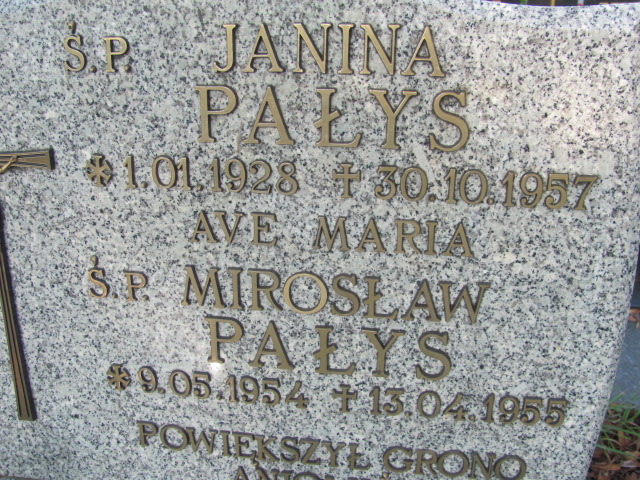 Ś.P. JANINA
PAŁYS
* 1.01.1928 † 30.10.1957
AVE MARIA
Ś.P. MIROSŁAW
PAŁYS
* 9.05.1954 † 13.04.1955
POWIĘKSZYŁ GRONO